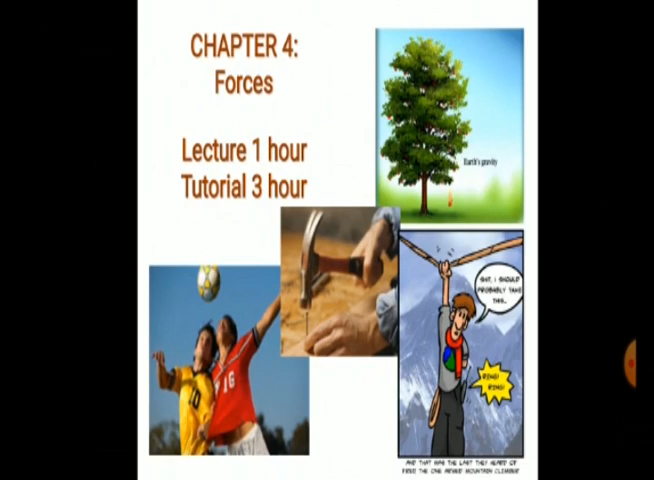 CHAPTER 4:
Forces
Lecture 1 hour
Tutorial 3 hour
Earth's gravity
16
10
SHIT, I SHOULD
PROBABLY TAKE
THIS...
RING!
RING!
AND THAT WAS THE LAST THEY HEARD OF
FRED THE ONE ARMED MOUNTAIN CLIMBER